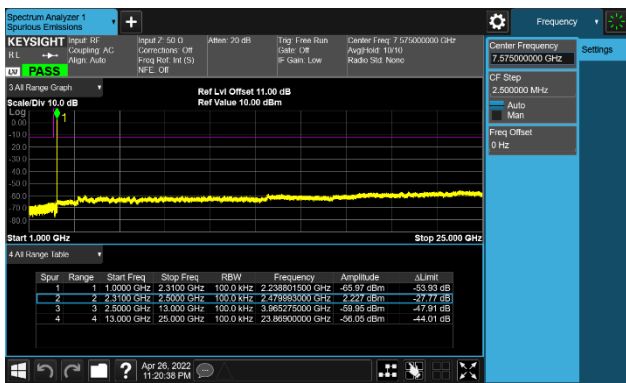 Spectrum Analyzer 1
Spurious Emissions
Frequency
KEYSIGHT Input: RF Input Z: 50 Ω Atten: 20 dB Trig: Free Run Center Freq: 7.575000000 GHz
RL Coupling: AC Corrections: Off Gate: Off Avg|Hold: 10/10
Align: Auto Freq Ref: Int (S) IF Gain: Low Radio Std: None
NFE: Off
LXI PASS
Center Frequency
7.575000000 GHz
Settings
CF Step
2.500000 MHz
Auto
Man
Freq Offset
0 Hz
3 All Range Graph
Ref Lvl Offset 11.00 dB
Scale/Div 10.0 dB Ref Value 10.00 dBm
Log
1
0.00
-10.0
-20.0
-30.0
-40.0
-50.0
-60.0
-70.0
-80.0
Start 1.000 GHz Stop 25.000 GHz
4 All Range Table
Spur Range Start Freq Stop Freq RBW Frequency Amplitude ΔLimit
1 1 1.0000 GHz 2.3100 GHz 100.0 kHz 2.238801500 GHz -65.97 dBm -53.93 dB
2 2 2.3100 GHz 2.5000 GHz 100.0 kHz 2.479993000 GHz 2.227 dBm -27.77 dB
3 3 2.5000 GHz 13.000 GHz 100.0 kHz 3.965275000 GHz -59.95 dBm -47.91 dB
4 4 13.000 GHz 25.000 GHz 100.0 kHz 23.86900000 GHz -56.05 dBm -44.01 dB
Apr 26, 2022
11:20:38 PM